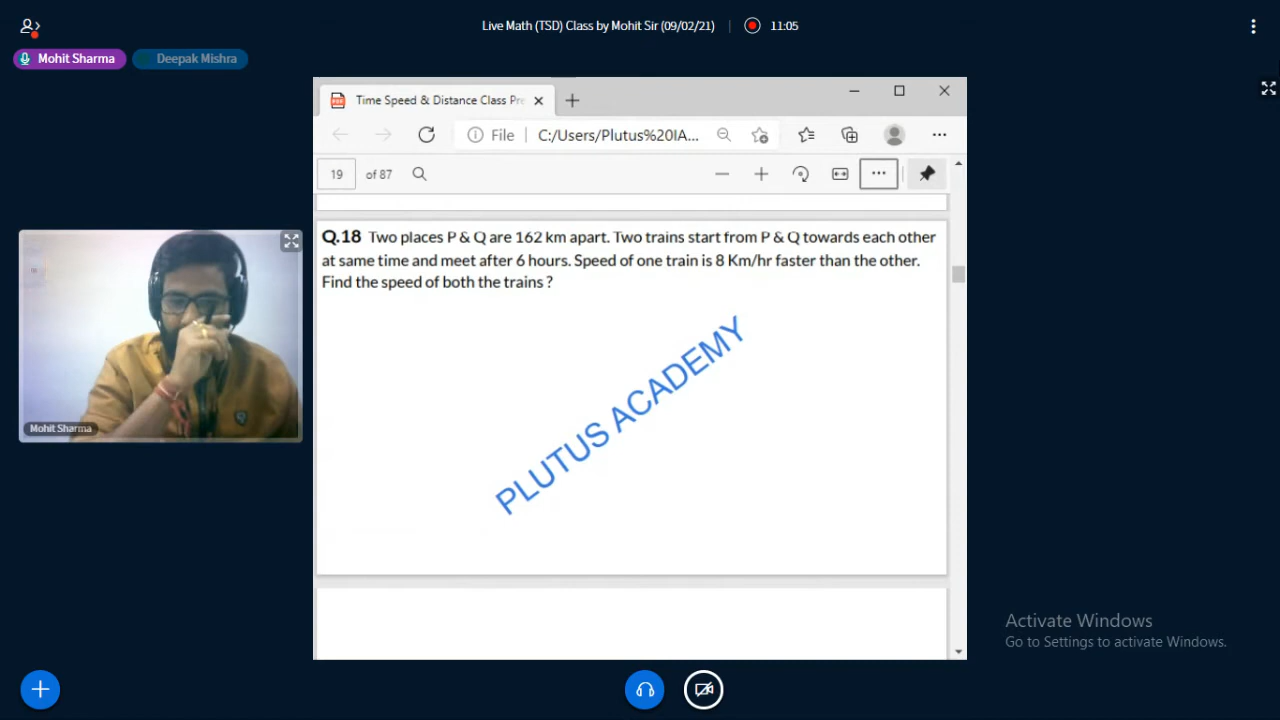 Live Math (TSD) Class by Mohit Sir (09/02/21)
11:05
Mohit Sharma
Deepak Mishra
Time Speed & Distance Class Pre
File
C:/Users/Plutus%20IA...
19 of 87
Q.18 Two places P & Q are 162 km apart. Two trains start from P & Q towards each other
at same time and meet after 6 hours. Speed of one train is 8 Km/hr faster than the other.
Find the speed of both the trains ?
PLUTUS ACADEMY
Mohit Sharma
Activate Windows
Go to Settings to activate Windows.